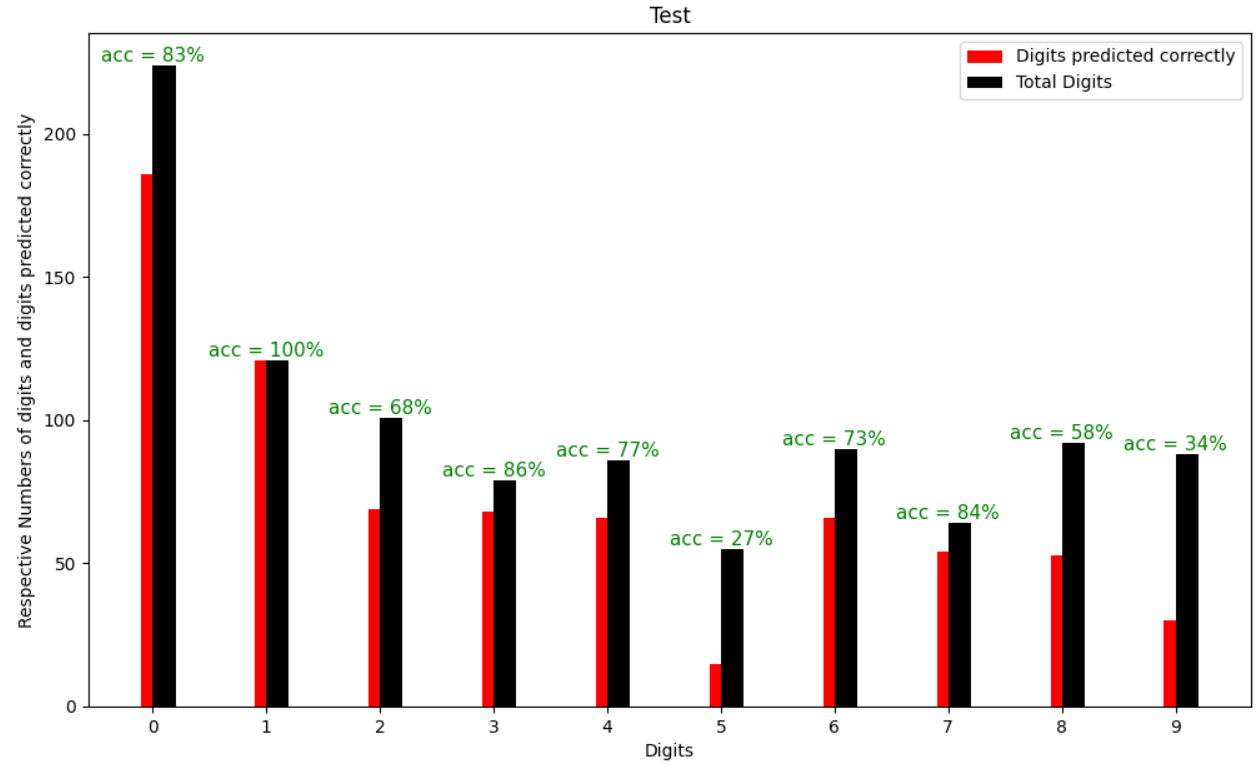 Test
Digits predicted correctly
Total Digits
acc = 83%
acc = 100%
acc = 68%
acc = 86%
acc = 77%
acc = 27%
acc = 73%
acc = 84%
acc = 58%
acc = 34%
Respective Numbers of digits and digits predicted correctly
200
150
100
50
0
0 1 2 3 4 5 6 7 8 9
Digits